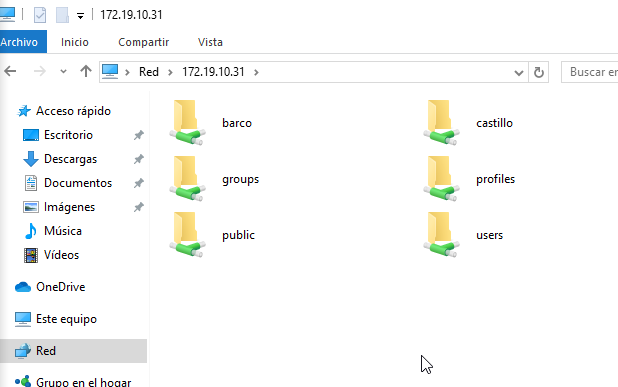 172.19.10.31
Archivo Inicio Compartir Vista
Red 172.19.10.31 Buscar en
Acceso rápido
Escritorio
Descargas
Documentos
Imágenes
Música
Vídeos
OneDrive
Este equipo
Red
Grupo en el hogar
barco castillo
groups profiles
public users